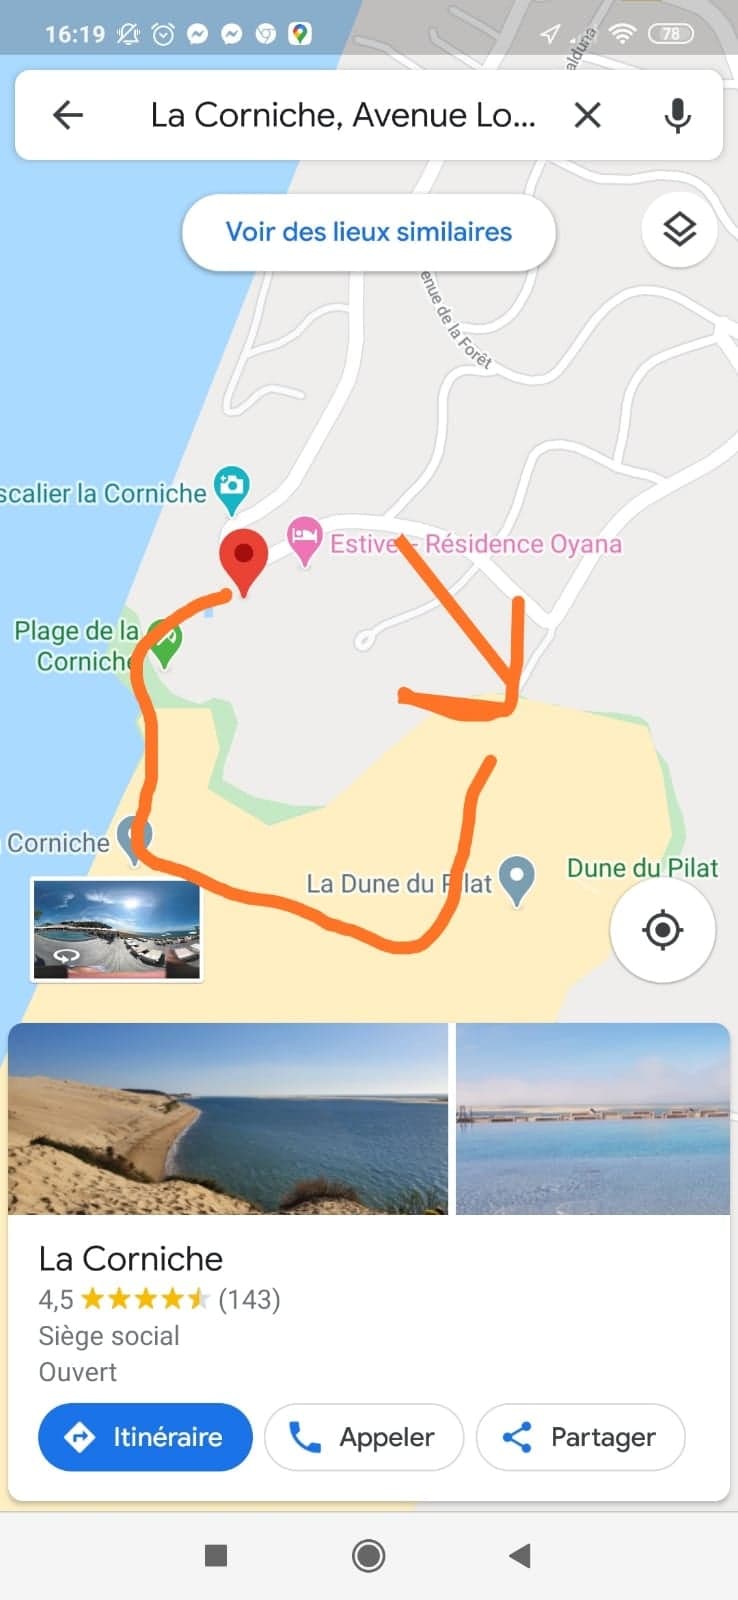 16:19
78
alduna
La Corniche, Avenue Lo...
Voir des lieux similaires
enue de la Forêt
scalier la Corniche
Résidence Oyana
Plage de la
Corniche
Corniche
La Dune du Pilat
Dune du Pilat
La Corniche
4,5 (143)
Siège social
Ouvert
Itinéraire
Appeler
Partager